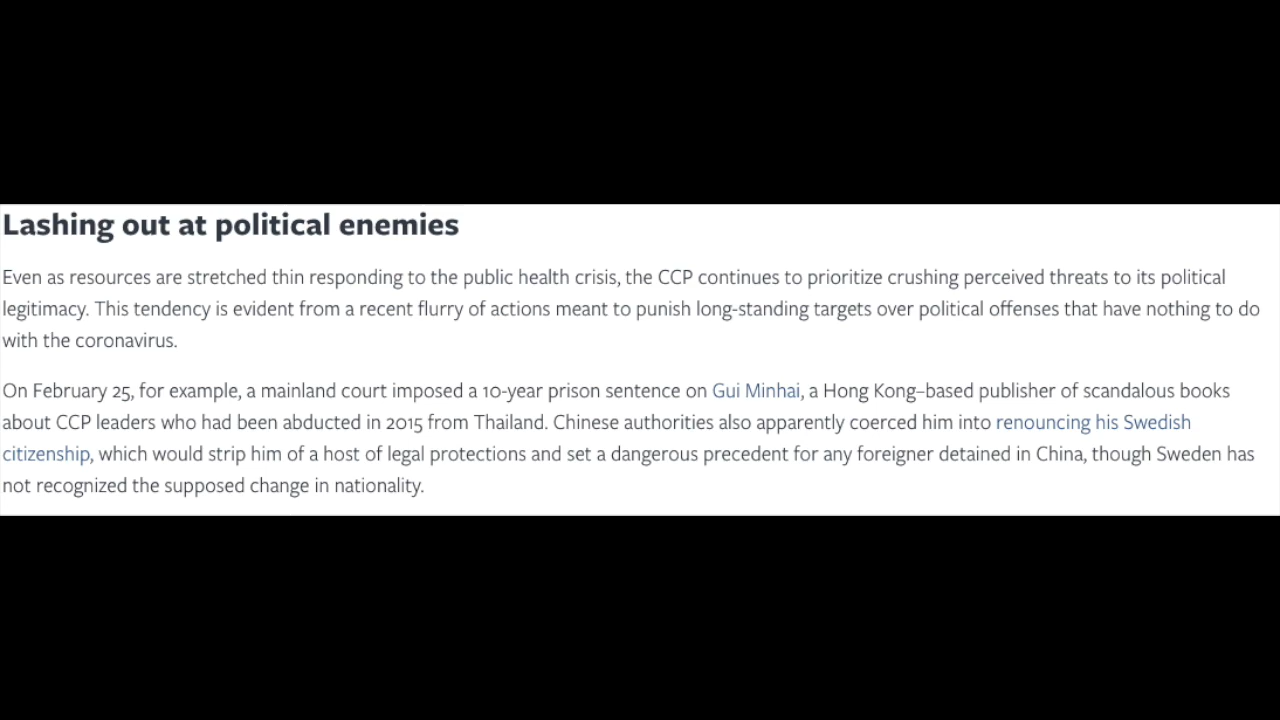 Lashing out at political enemies
Even as resources are stretched thin responding to the public health crisis, the CCP continues to prioritize crushing perceived threats to its political
legitimacy. This tendency is evident from a recent flurry of actions meant to punish long-standing targets over political offenses that have nothing to do
with the coronavirus.
On February 25, for example, a mainland court imposed a 10-year prison sentence on Gui Minhai, a Hong Kong–based publisher of scandalous books
about CCP leaders who had been abducted in 2015 from Thailand. Chinese authorities also apparently coerced him into renouncing his Swedish
citizenship, which would strip him of a host of legal protections and set a dangerous precedent for any foreigner detained in China, though Sweden has
not recognized the supposed change in nationality.